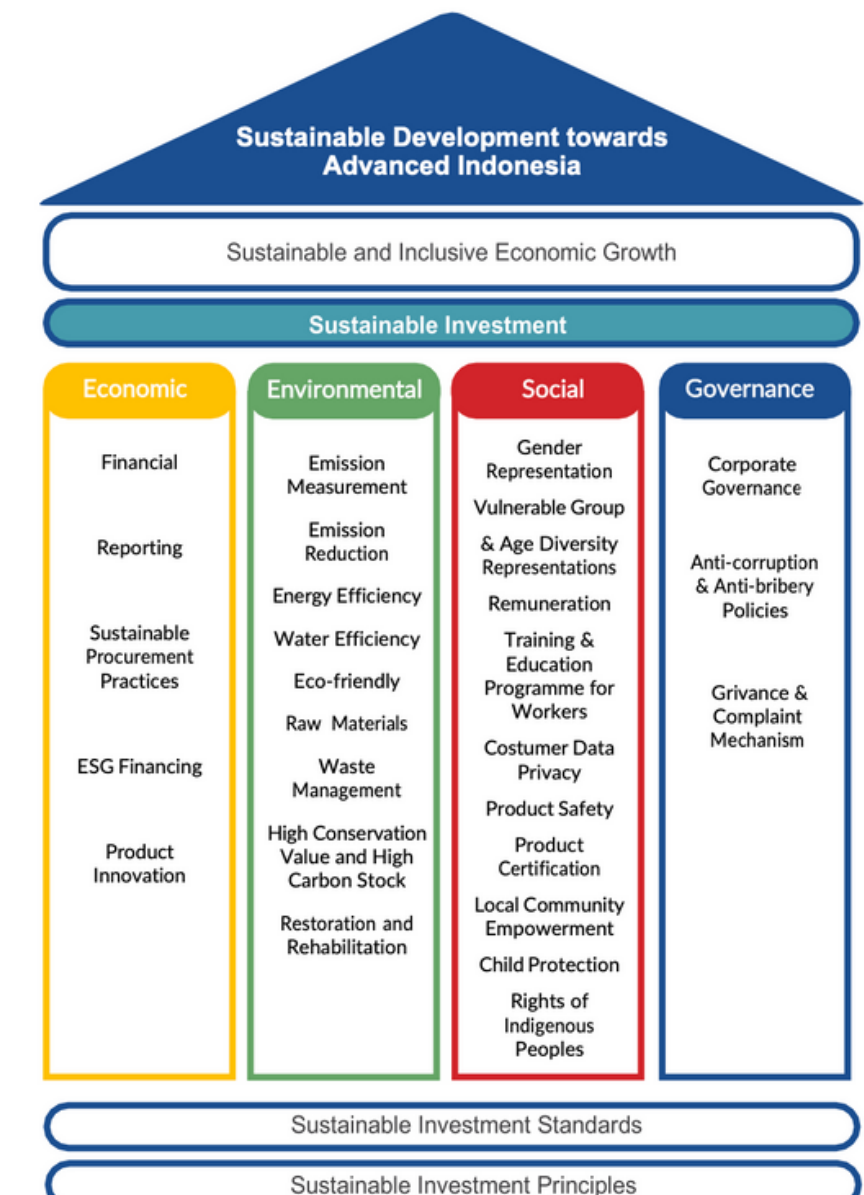 Sustainable Development towards
Advanced Indonesia
Sustainable and Inclusive Economic Growth
Sustainable Investment
Economic
Financial
Reporting
Sustainable
Procurement
Practices
ESG Financing
Product
Innovation
Environmental
Emission
Measurement
Emission
Reduction
Energy Efficiency
Water Efficiency
Eco-friendly
Raw Materials
Waste
Management
High Conservation
Value and High
Carbon Stock
Restoration and
Rehabilitation
Social
Gender
Representation
Vulnerable Group
& Age Diversity
Representations
Remuneration
Training &
Education
Programme for
Workers
Costumer Data
Privacy
Product Safety
Product
Certification
Local Community
Empowerment
Child Protection
Rights of
Indigenous
Peoples
Governance
Corporate
Governance
Anti-corruption
& Anti-bribery
Policies
Grivance &
Complaint
Mechanism
Sustainable Investment Standards
Sustainable Investment Principles